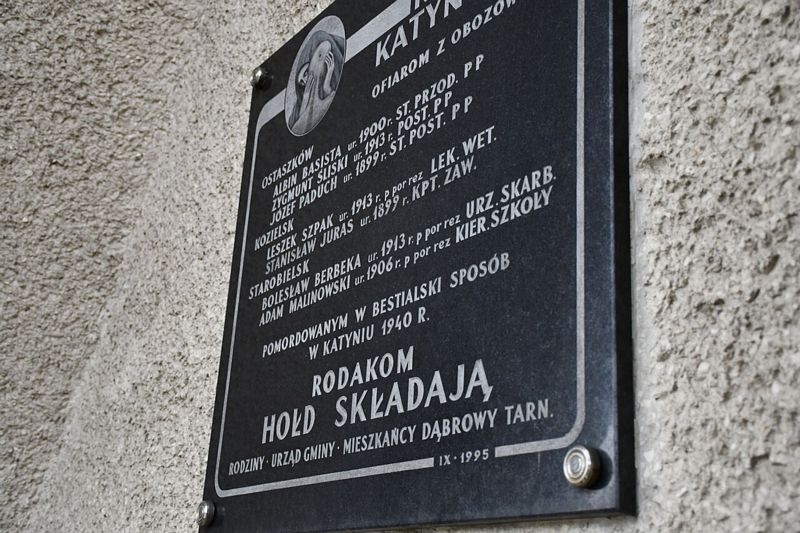 KATYŃ
OFIAROM Z OBOZÓW
OSTASZKÓW
ALBIN BASISTA ur. 1900 r. ST. PRZOD. P P
ZYGMUNT ŚLISKI ur. 1913 r. POST. P P
JÓZEF PADUCH ur. 1899 r. ST. POST. P P
KOZIELSK
LESZEK SZPAK ur. 1913 r. p por rez LEK. WET.
STANISŁAW JURAS ur. 1899 r. KPT. ZAW.
STAROBIELSK
BOLESŁAW BERBEKA ur. 1913 r. p por rez URZ. SKARB.
ADAM MALINOWSKI ur. 1906 r. p por rez KIER. SZKOŁY
POMORDOWANYM W BESTIALSKI SPOSÓB
W KATYNIU 1940 R.
RODAKOM
HOŁD SKŁADAJĄ
RODZINY · URZĄD GMINY · MIESZKAŃCY DĄBROWY TARN.
IX · 1995